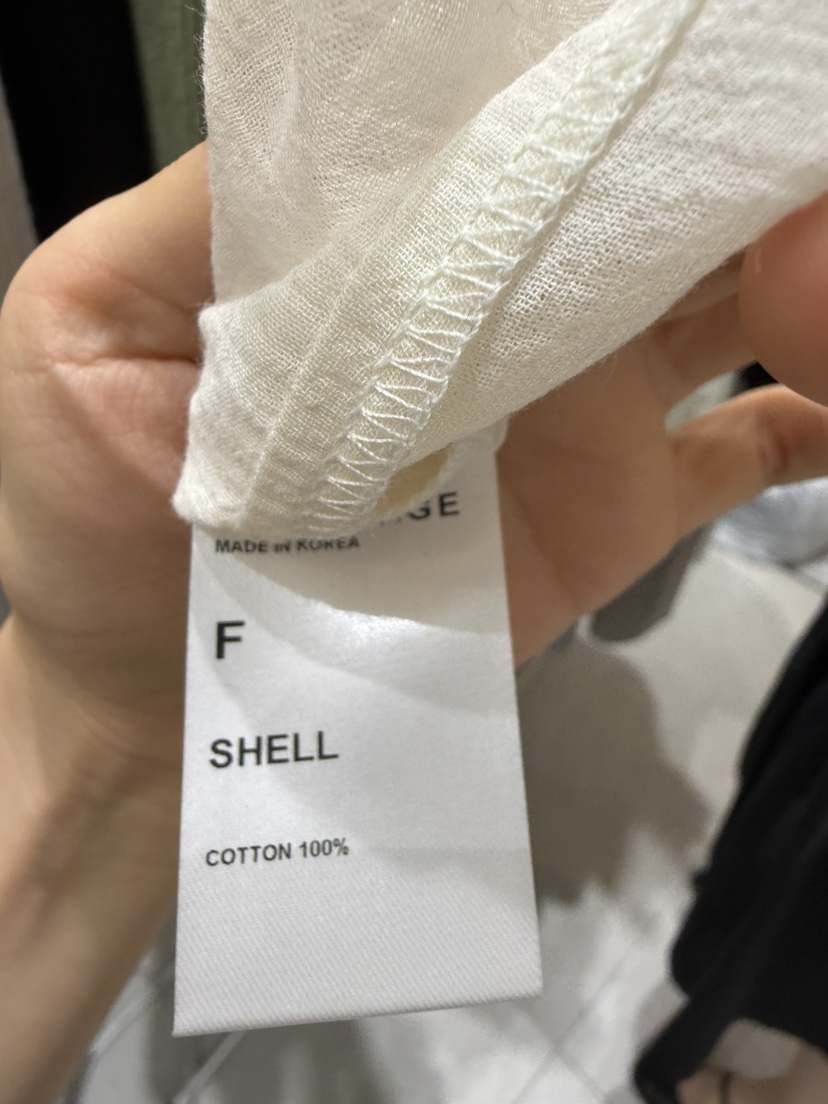 MADE IN KOREA
F
SHELL
COTTON 100%